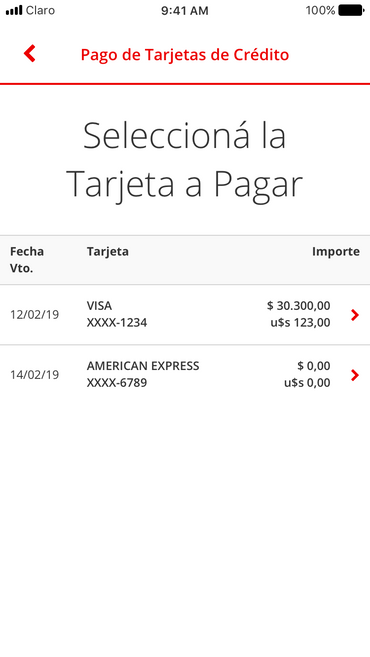 Claro 9:41 AM 100%
Pago de Tarjetas de Crédito
Seleccioná la
Tarjeta a Pagar
Fecha Vto. Tarjeta Importe
12/02/19 VISA $ 30.300,00
XXXX-1234 u$s 123,00
14/02/19 AMERICAN EXPRESS $ 0,00
XXXX-6789 u$s 0,00